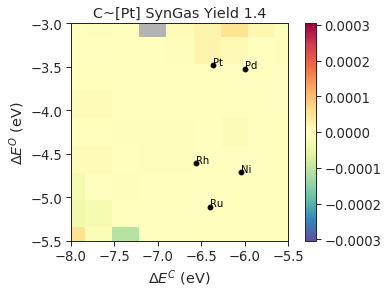 C~[Pt] SynGas Yield 1.4
−3.0
−3.5
−4.0
−4.5
−5.0
−5.5
ΔE^O (eV)
Pt
Pd
Rh
Ni
Ru
−8.0 −7.5 −7.0 −6.5 −6.0 −5.5
ΔE^C (eV)
0.0003
0.0002
0.0001
0.0000
−0.0001
−0.0002
−0.0003